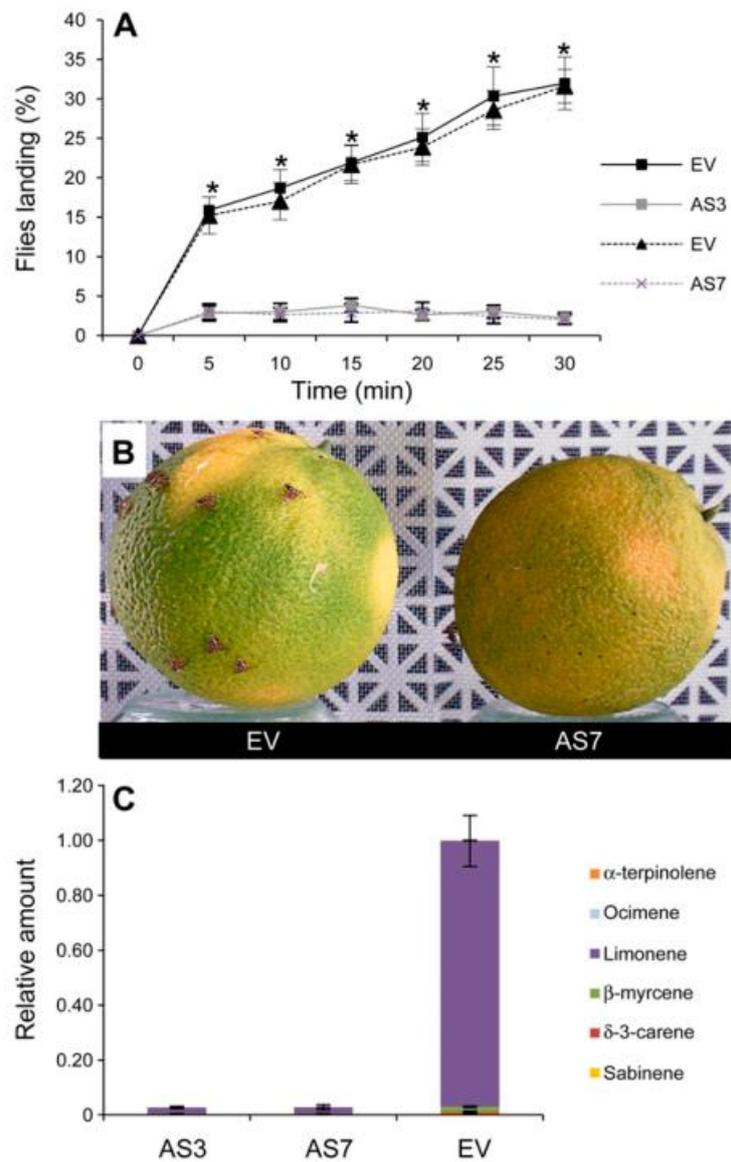 A
Flies landing (%)
40
35
30
25
20
15
10
5
0
* * * * * *
0 5 10 15 20 25 30
Time (min)
EV
AS3
EV
AS7
B
EV AS7
C
Relative amount
1.20
1.00
0.80
0.60
0.40
0.20
0
AS3 AS7 EV
α-terpinolene
Ocimene
Limonene
β-myrcene
δ-3-carene
Sabinene